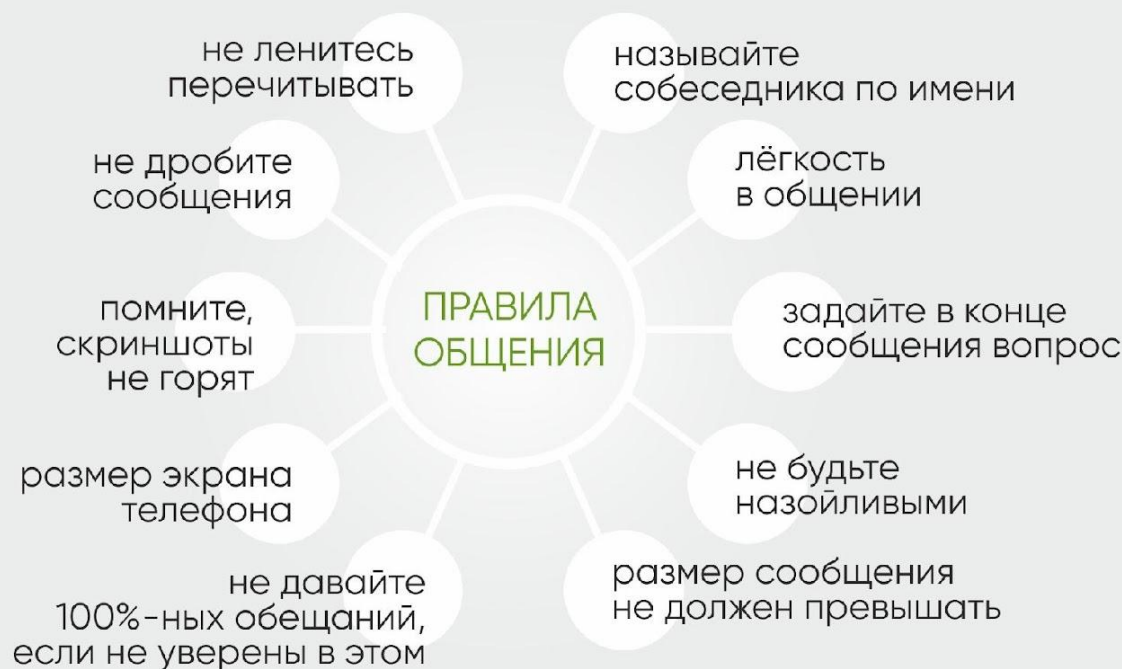 не ленитесь
перечитывать
называйте
собеседника по имени
не дробите
сообщения
лёгкость
в общении
помните,
скриншоты
не горят
ПРАВИЛА
ОБЩЕНИЯ
задайте в конце
сообщения вопрос
размер экрана
телефона
не будьте
назойливыми
не давайте
100%-ных обещаний,
если не уверены в этом
размер сообщения
не должен превышать